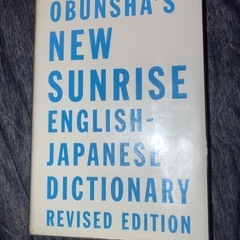 OBUNSHA'S
NEW
SUNRISE
ENGLISH-
JAPANESE
DICTIONARY
REVISED EDITION